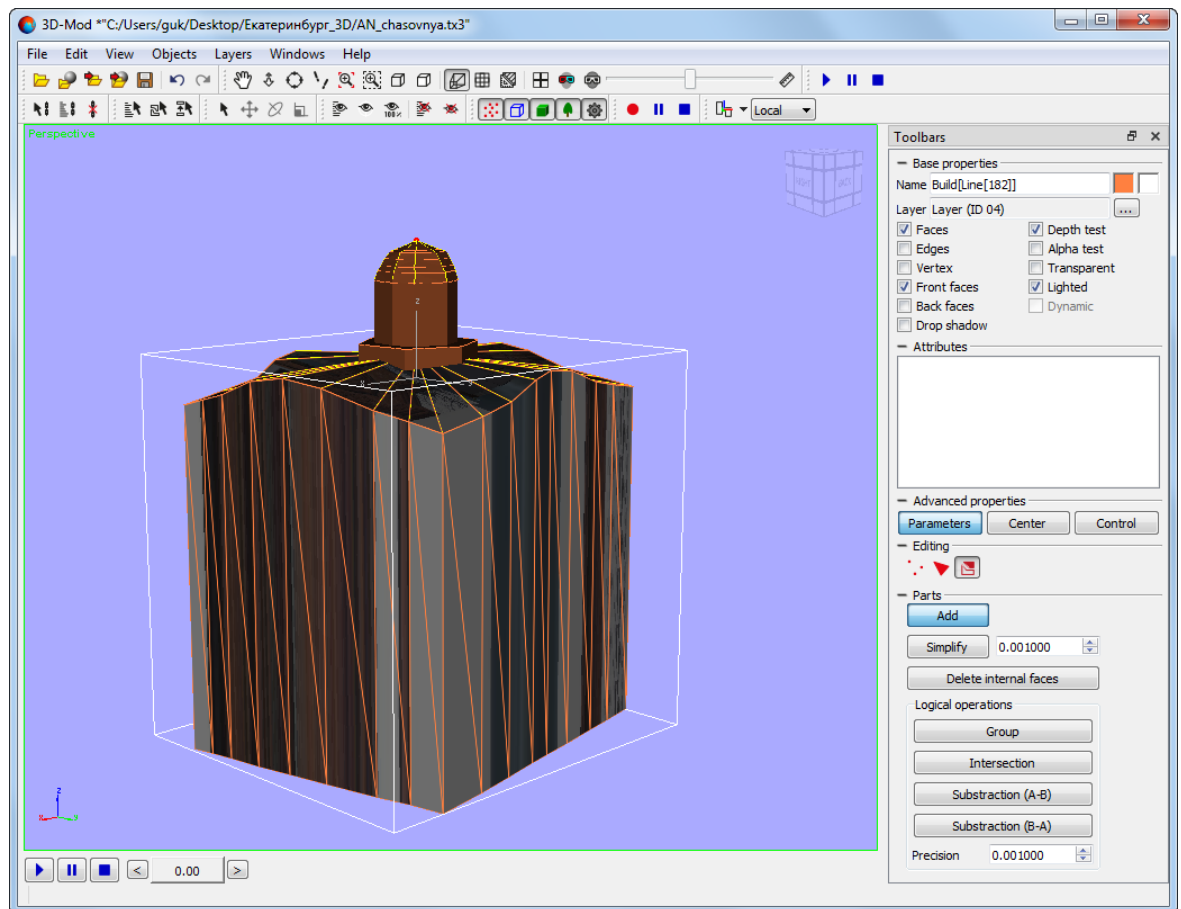 3D-Mod *"C:/Users/guk/Desktop/Екатеринбург_3D/AN_chasovnya.tx3"
File Edit View Objects Layers Windows Help
100%
Local
Perspective
Toolbars
Base properties
Name Build[Line[182]]
Layer Layer (ID 04)
Faces Depth test
Edges Alpha test
Vertex Transparent
Front faces Lighted
Back faces Dynamic
Drop shadow
Attributes
Advanced properties
Parameters Center Control
Editing
Parts
Add
Simplify 0.001000
Delete internal faces
Logical operations
Group
Intersection
Substraction (A-B)
Substraction (B-A)
Precision 0.001000
z
x
y
z
x
y
< 0.00 >